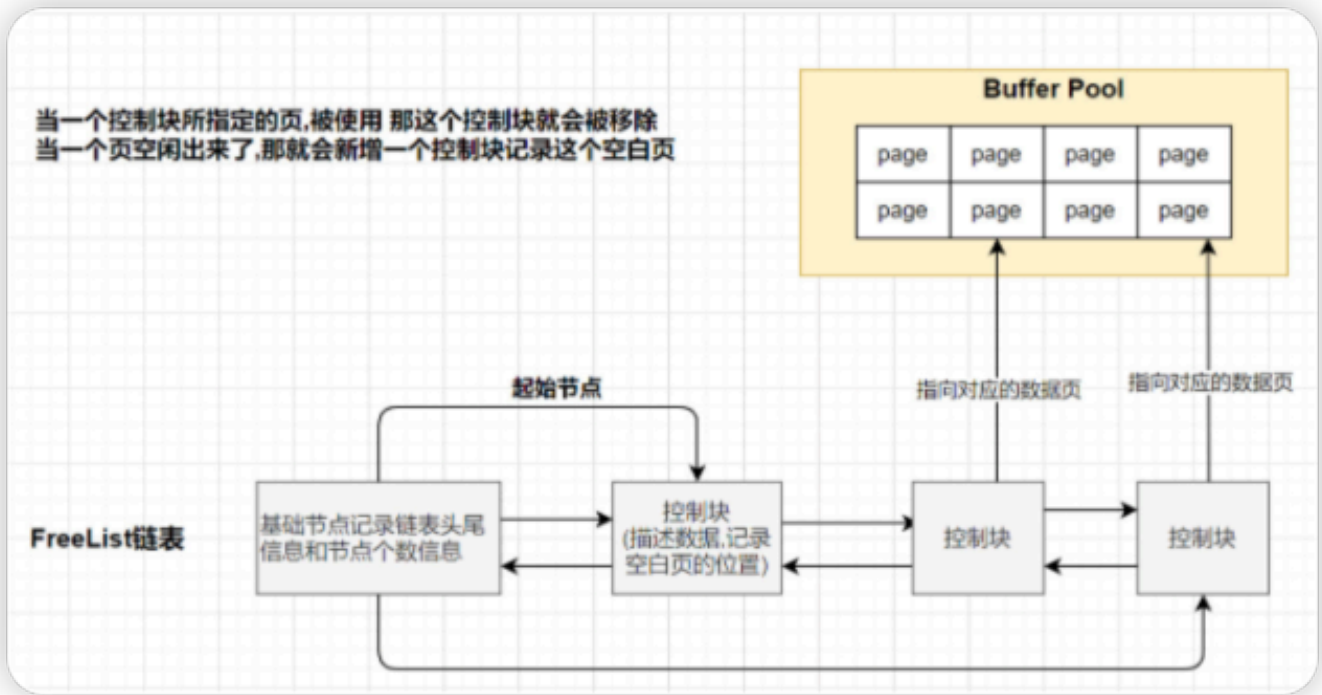 当一个控制块所指定的页,被使用 那这个控制块就会被移除
当一个页空闲出来了,那就会新增一个控制块记录这个空白页
Buffer Pool
page page page page
page page page page
起始节点
指向对应的数据页
指向对应的数据页
FreeList链表
基础节点记录链表头尾
信息和节点个数信息
控制块
(描述数据,记录
空白页的位置)
控制块
控制块